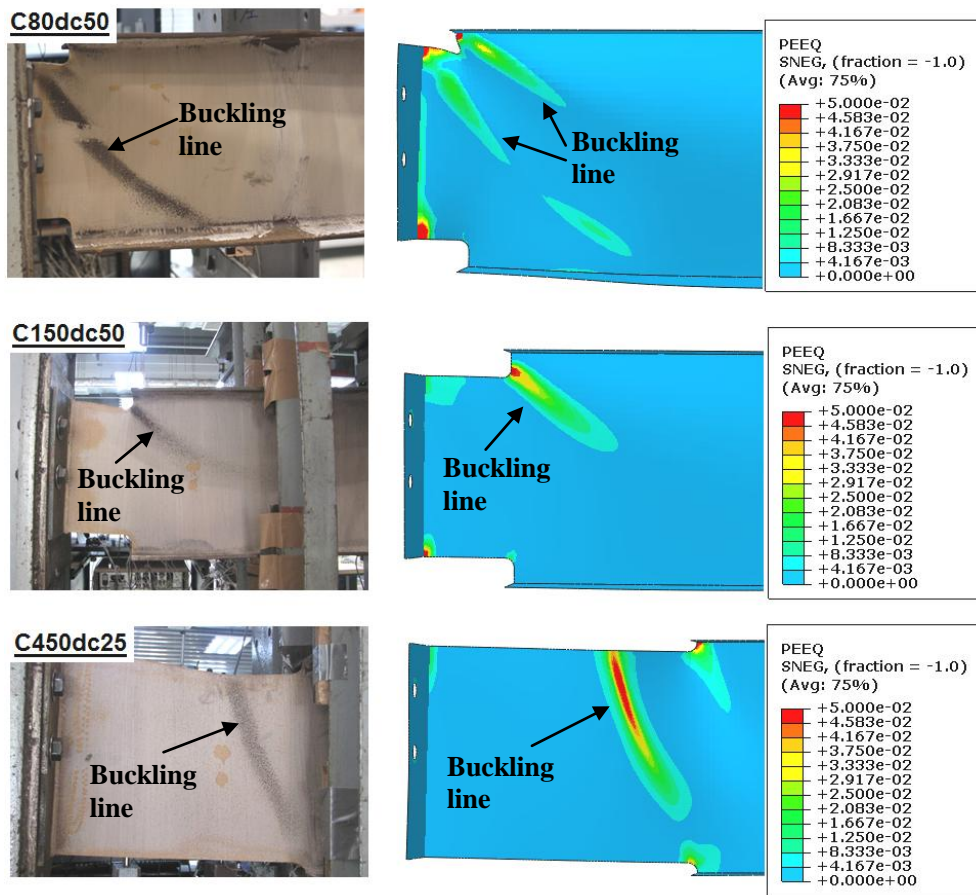 C80dc50
Buckling
line
Buckling
line
PEEQ
SNEG, (fraction = -1.0)
(Avg: 75%)
+5.000e-02
+4.583e-02
+4.167e-02
+3.750e-02
+3.333e-02
+2.917e-02
+2.500e-02
+2.083e-02
+1.667e-02
+1.250e-02
+8.333e-03
+4.167e-03
+0.000e+00
C150dc50
Buckling
line
Buckling
line
PEEQ
SNEG, (fraction = -1.0)
(Avg: 75%)
+5.000e-02
+4.583e-02
+4.167e-02
+3.750e-02
+3.333e-02
+2.917e-02
+2.500e-02
+2.083e-02
+1.667e-02
+1.250e-02
+8.333e-03
+4.167e-03
+0.000e+00
C450dc25
Buckling
line
Buckling
line
PEEQ
SNEG, (fraction = -1.0)
(Avg: 75%)
+5.000e-02
+4.583e-02
+4.167e-02
+3.750e-02
+3.333e-02
+2.917e-02
+2.500e-02
+2.083e-02
+1.667e-02
+1.250e-02
+8.333e-03
+4.167e-03
+0.000e+00